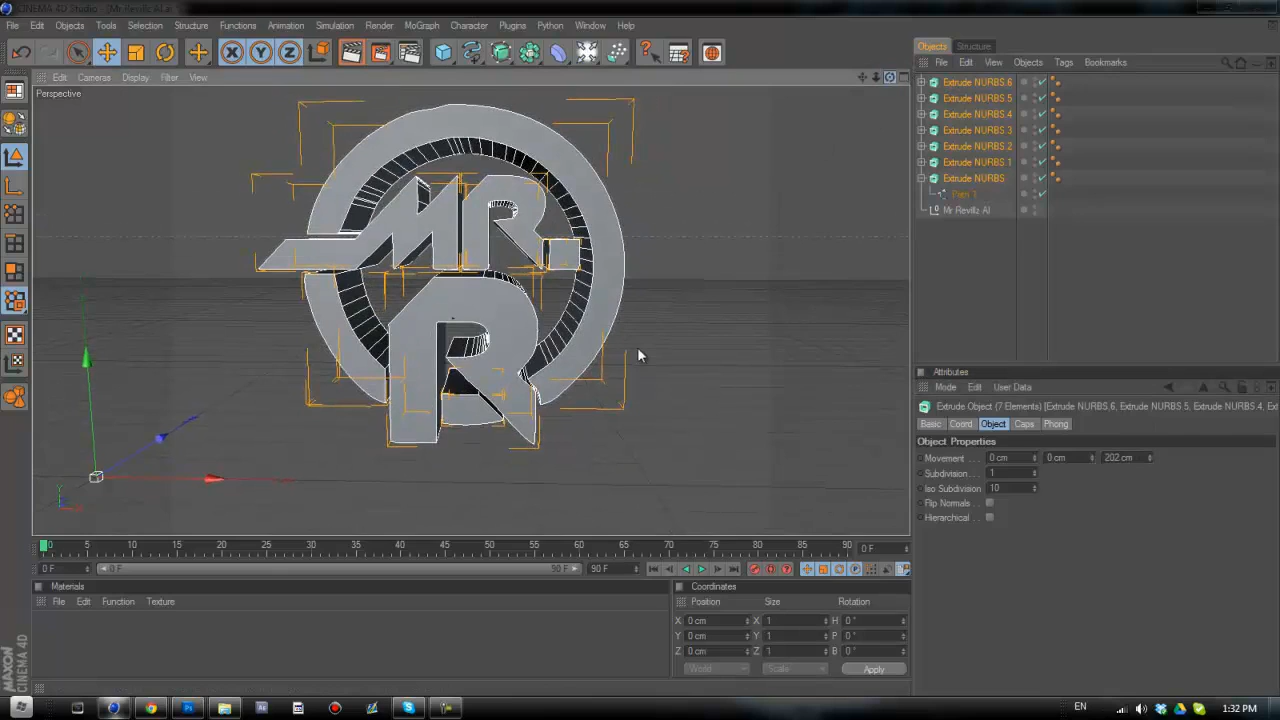 CINEMA 4D Studio - [Mr Revillz AI.ai *
File Edit Objects Tools Selection Structure Functions Animation Simulation Render MoGraph Character Plugins Python Window Help
X Y Z
Edit Cameras Display Filter View
Perspective
MR.
R
Y
Objects Structure
File Edit View Objects Tags Bookmarks
Extrude NURBS.6
Extrude NURBS.5
Extrude NURBS.4
Extrude NURBS.3
Extrude NURBS.2
Extrude NURBS.1
Extrude NURBS
Path 1
Mr Revillz AI
Attributes
Mode Edit User Data
Extrude Object (7 Elements) [Extrude NURBS.6, Extrude NURBS.5, Extrude NURBS.4, Ex
Basic Coord. Object Caps Phong
Object Properties
Movement . . . 0 cm 0 cm 202 cm
Subdivision . . . 1
Iso Subdivision 10
Flip Normals . .
Hierarchical . . .
0 5 10 15 20 25 30 35 40 45 50 55 60 65 70 75 80 85 90 0 F
0 F 0 F 90 F 90 F
Materials
File Edit Function Texture
Coordinates
Position Size Rotation
X 0 cm X 1 H 0 °
Y 0 cm Y 1 P 0 °
Z 0 cm Z 1 B 0 °
World Scale Apply
MAXON CINEMA 4D
EN 1:32 PM